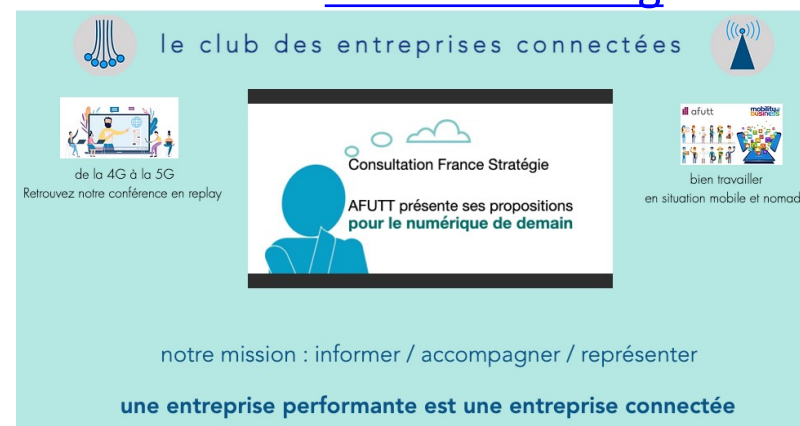 le club des entreprises connectées
afutt
mobility
business
Consultation France Stratégie
AFUTT présente ses propositions
pour le numérique de demain
de la 4G à la 5G
Retrouvez notre conférence en replay
bien travailler
en situation mobile et nomad
notre mission : informer / accompagner / représenter
une entreprise performante est une entreprise connectée